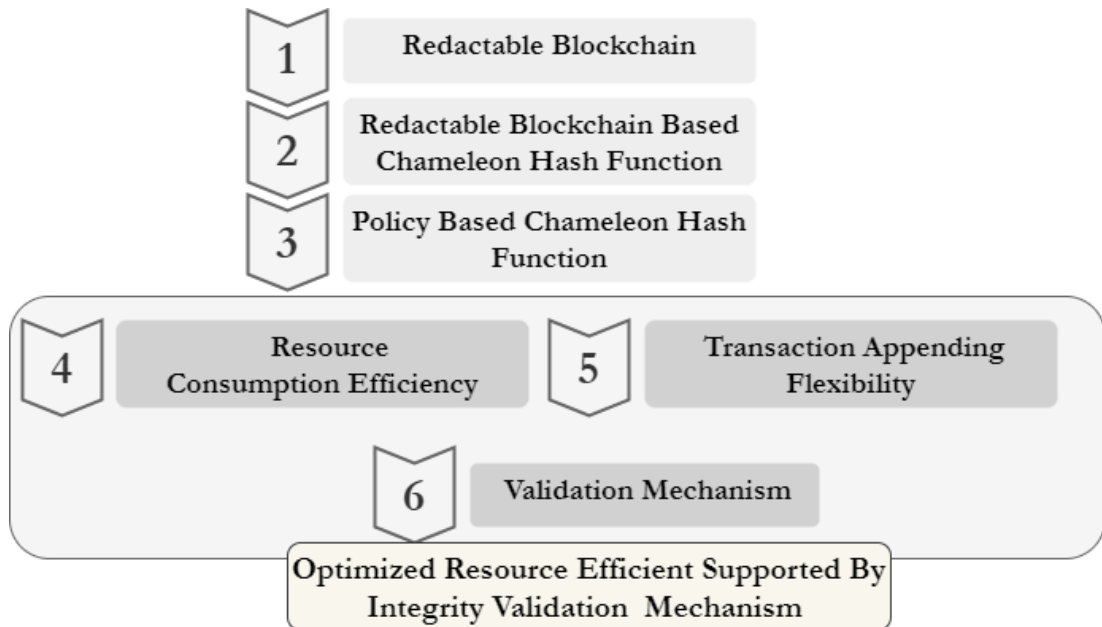 1
Redactable Blockchain
2
Redactable Blockchain Based
Chameleon Hash Function
3
Policy Based Chameleon Hash
Function
4
Resource
Consumption Efficiency
5
Transaction Appending
Flexibility
6
Validation Mechanism
Optimized Resource Efficient Supported By
Integrity Validation Mechanism